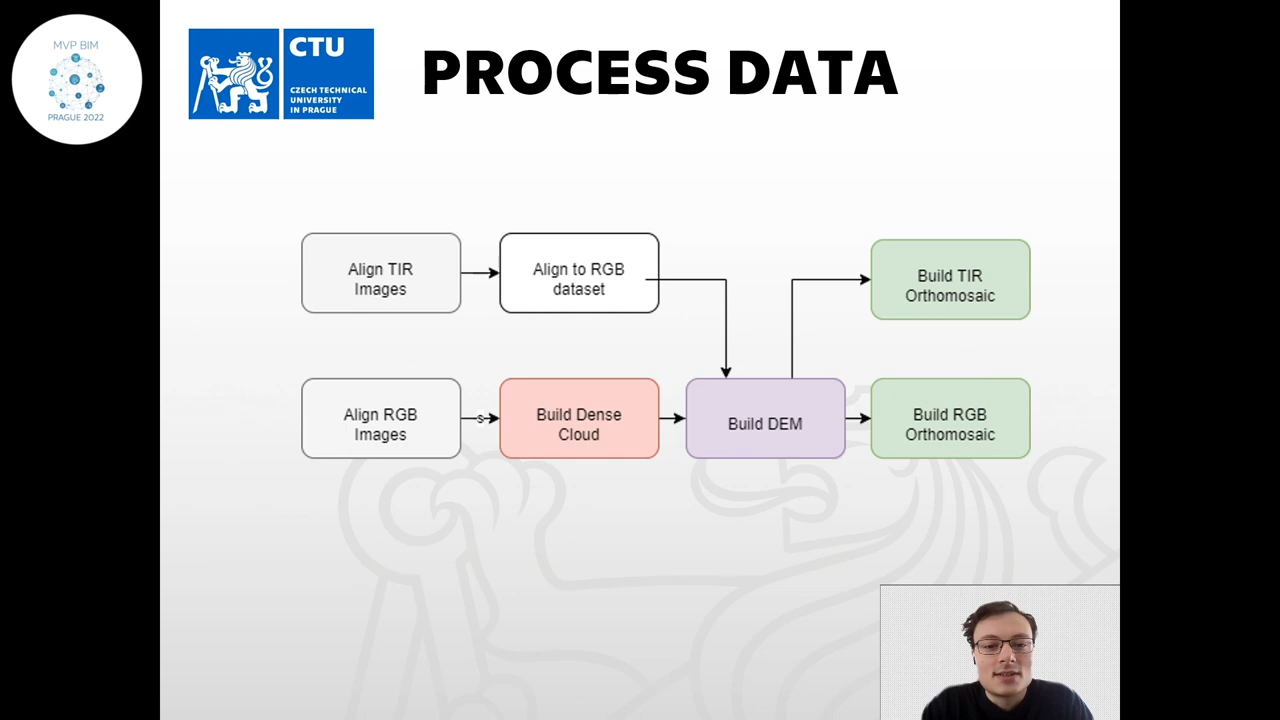 MVP BIM
PRAGUE 2022
CTU
CZECH TECHNICAL
UNIVERSITY
IN PRAGUE
PROCESS DATA
Align TIR
Images
Align to RGB
dataset
Build TIR
Orthomosaic
Align RGB
Images
s
Build Dense
Cloud
Build DEM
Build RGB
Orthomosaic